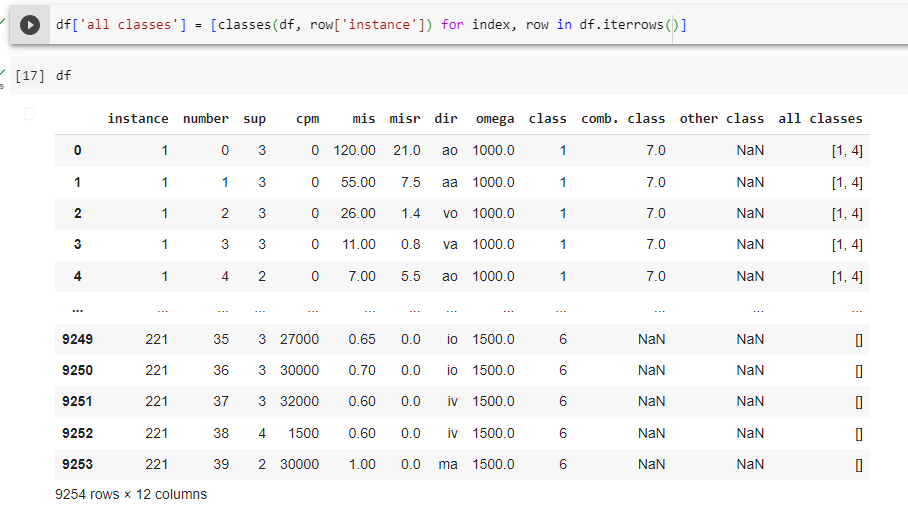 df['all classes'] = [classes(df, row['instance']) for index, row in df.iterrows()]
[17] df
s
instance number sup cpm mis misr dir omega class comb. class other class all classes
0 1 0 3 0 120.00 21.0 ao 1000.0 1 7.0 NaN [1, 4]
1 1 1 3 0 55.00 7.5 aa 1000.0 1 7.0 NaN [1, 4]
2 1 2 3 0 26.00 1.4 vo 1000.0 1 7.0 NaN [1, 4]
3 1 3 3 0 11.00 0.8 va 1000.0 1 7.0 NaN [1, 4]
4 1 4 2 0 7.00 5.5 ao 1000.0 1 7.0 NaN [1, 4]
... ... ... ... ... ... ... ... ... ... ... ... ...
9249 221 35 3 27000 0.65 0.0 io 1500.0 6 NaN NaN []
9250 221 36 3 30000 0.70 0.0 io 1500.0 6 NaN NaN []
9251 221 37 3 32000 0.60 0.0 iv 1500.0 6 NaN NaN []
9252 221 38 4 1500 0.60 0.0 iv 1500.0 6 NaN NaN []
9253 221 39 2 30000 1.00 0.0 ma 1500.0 6 NaN NaN []
9254 rows × 12 columns